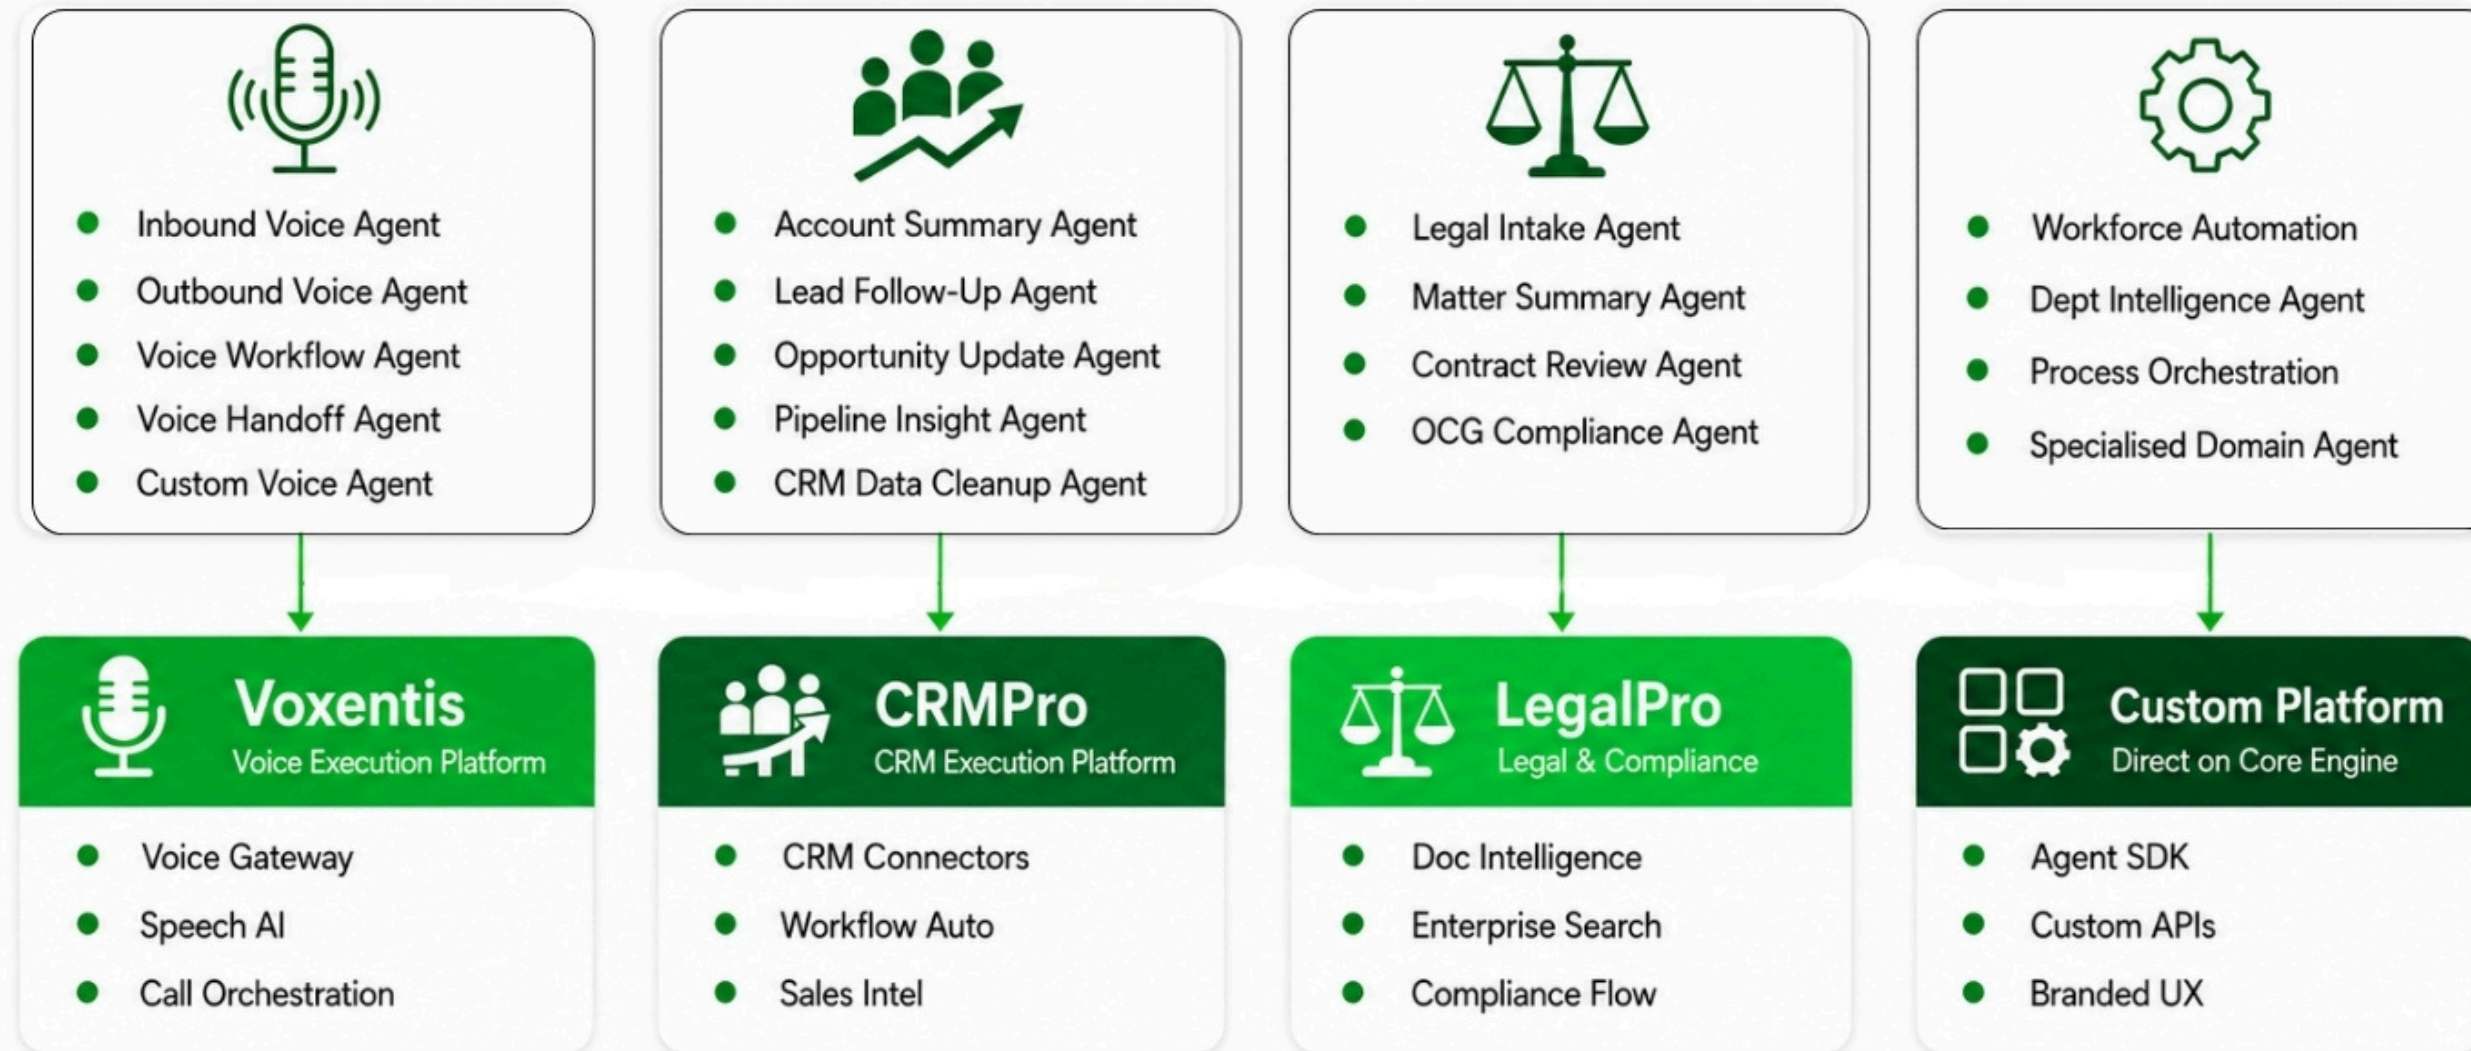 Inbound Voice Agent
Outbound Voice Agent
Voice Workflow Agent
Voice Handoff Agent
Custom Voice Agent
Account Summary Agent
Lead Follow-Up Agent
Opportunity Update Agent
Pipeline Insight Agent
CRM Data Cleanup Agent
Legal Intake Agent
Matter Summary Agent
Contract Review Agent
OCG Compliance Agent
Workforce Automation
Dept Intelligence Agent
Process Orchestration
Specialised Domain Agent
Voxentis
Voice Execution Platform
Voice Gateway
Speech AI
Call Orchestration
CRMPro
CRM Execution Platform
CRM Connectors
Workflow Auto
Sales Intel
LegalPro
Legal & Compliance
Doc Intelligence
Enterprise Search
Compliance Flow
Custom Platform
Direct on Core Engine
Agent SDK
Custom APIs
Branded UX